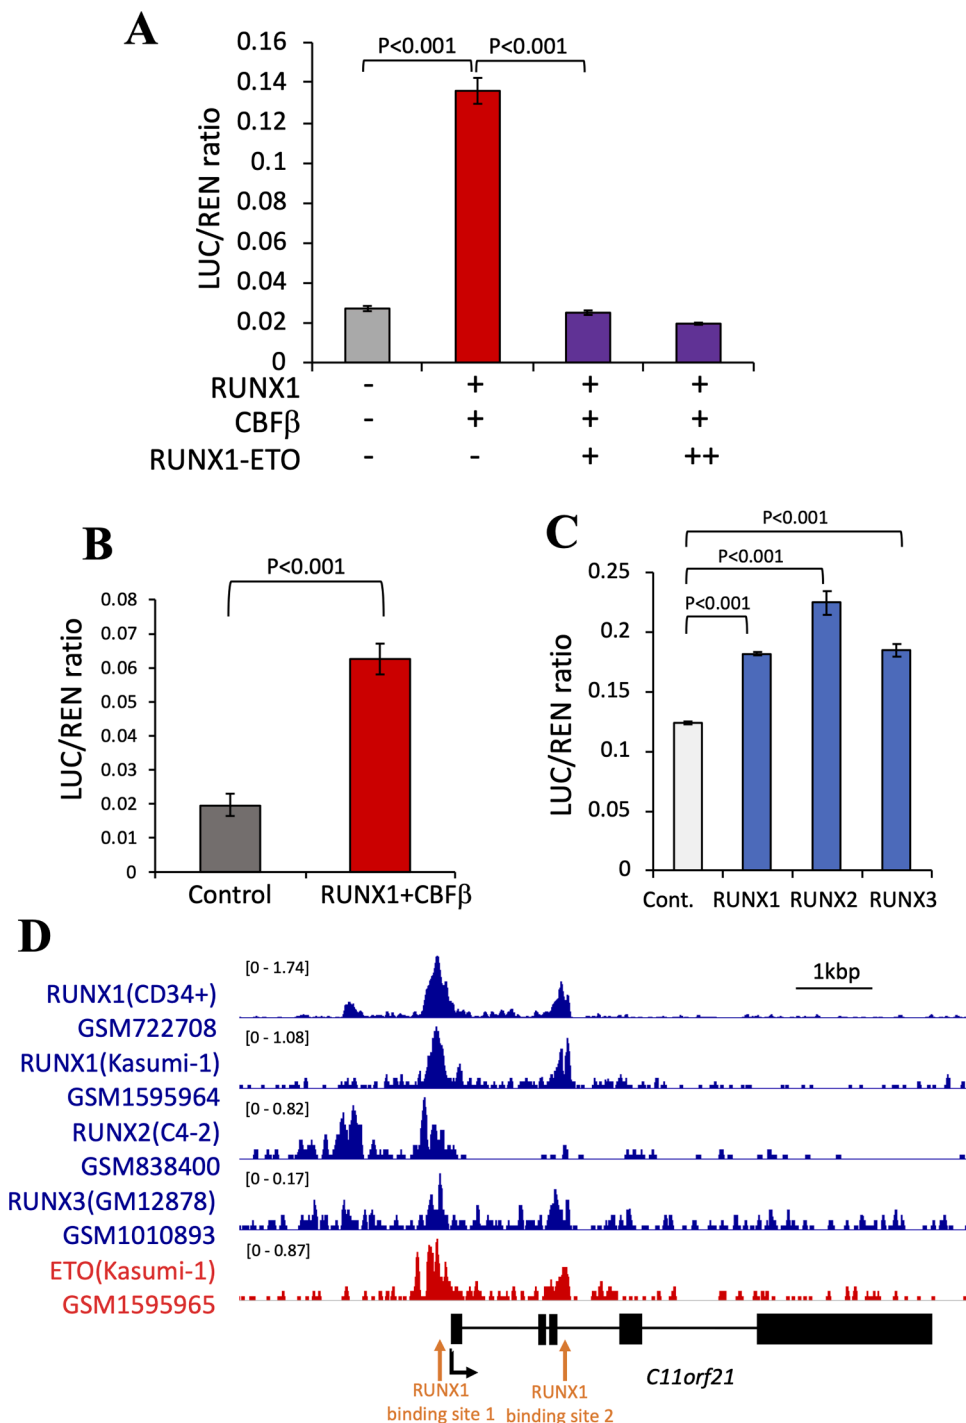 A
P<0.001 P<0.001
LUC/REN ratio
0.16
0.14
0.12
0.1
0.08
0.06
0.04
0.02
0
RUNX1 - + + +
CBFβ - + + +
RUNX1-ETO - - + ++
B
P<0.001
LUC/REN ratio
0.08
0.07
0.06
0.05
0.04
0.03
0.02
0.01
0
Control RUNX1+CBFβ
C
P<0.001
P<0.001
P<0.001
LUC/REN ratio
0.25
0.2
0.15
0.1
0.05
0
Cont. RUNX1 RUNX2 RUNX3
D
[0 - 1.74] 1kbp
RUNX1(CD34+)
GSM722708
[0 - 1.08]
RUNX1(Kasumi-1)
GSM1595964
[0 - 0.82]
RUNX2(C4-2)
GSM838400
[0 - 0.17]
RUNX3(GM12878)
GSM1010893
[0 - 0.87]
ETO(Kasumi-1)
GSM1595965
C11orf21
RUNX1 RUNX1
binding site 1 binding site 2